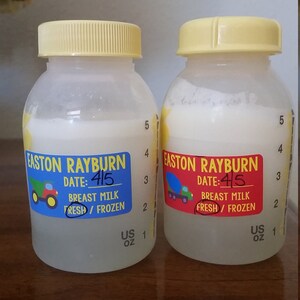 EASTON RAYBURN
DATE: 4/5
BREAST MILK
FRESH / FROZEN
5
4
3
2
1
US
OZ
EASTON RAYBURN
DATE: 4/5
BREAST MILK
FRESH / FROZEN
5
4
3
2
1
US
OZ